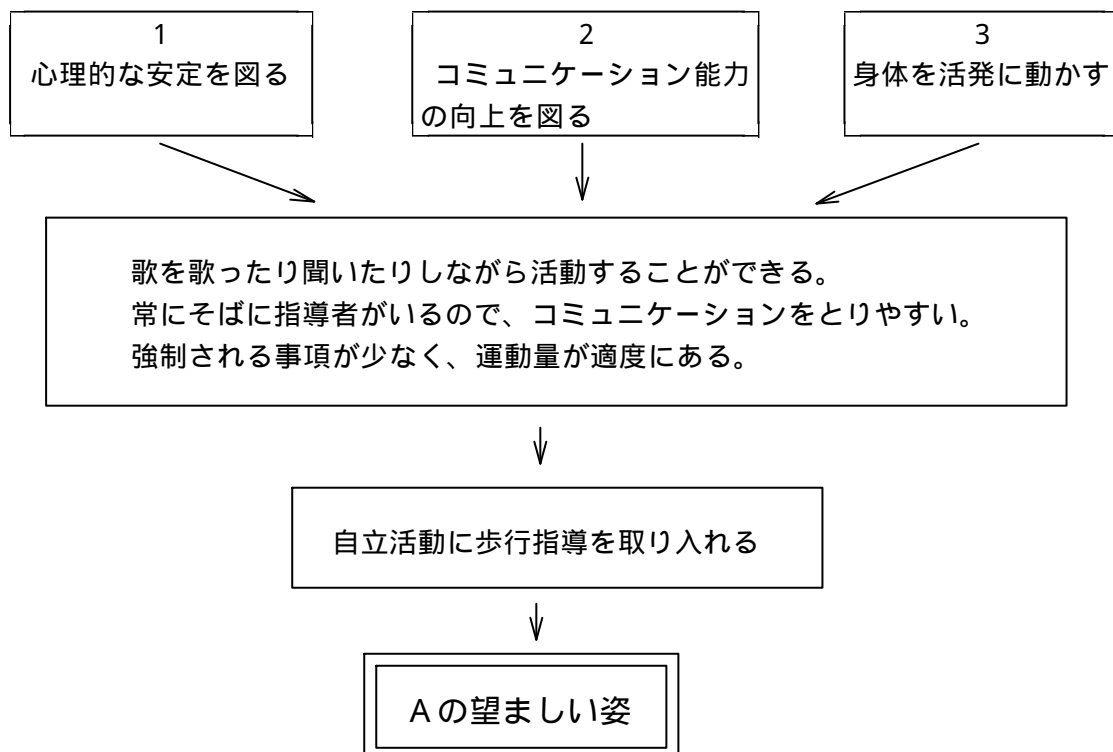 1
心理的な安定を図る
2
コミュニケーション能力
の向上を図る
3
身体を活発に動かす
歌を歌ったり聞いたりしながら活動することができる。
常にそばに指導者がいるので、コミュニケーションをとりやすい。
強制される事項が少なく、運動量が適度にある。
自立活動に歩行指導を取り入れる
Aの望ましい姿